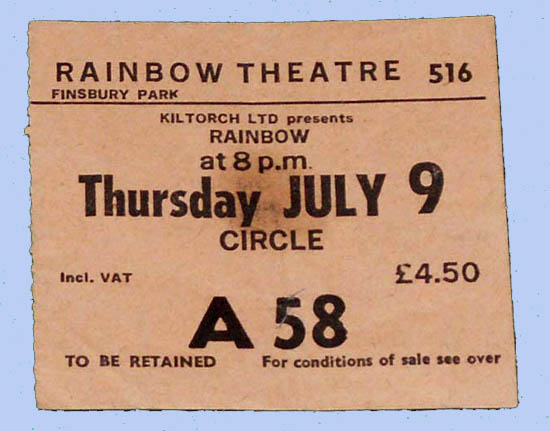 RAINBOW THEATRE 516
FINSBURY PARK
KILTORCH LTD presents
RAINBOW
at 8 p.m.
Thursday JULY 9
CIRCLE
Incl. VAT £4.50
A 58
TO BE RETAINED For conditions of sale see over